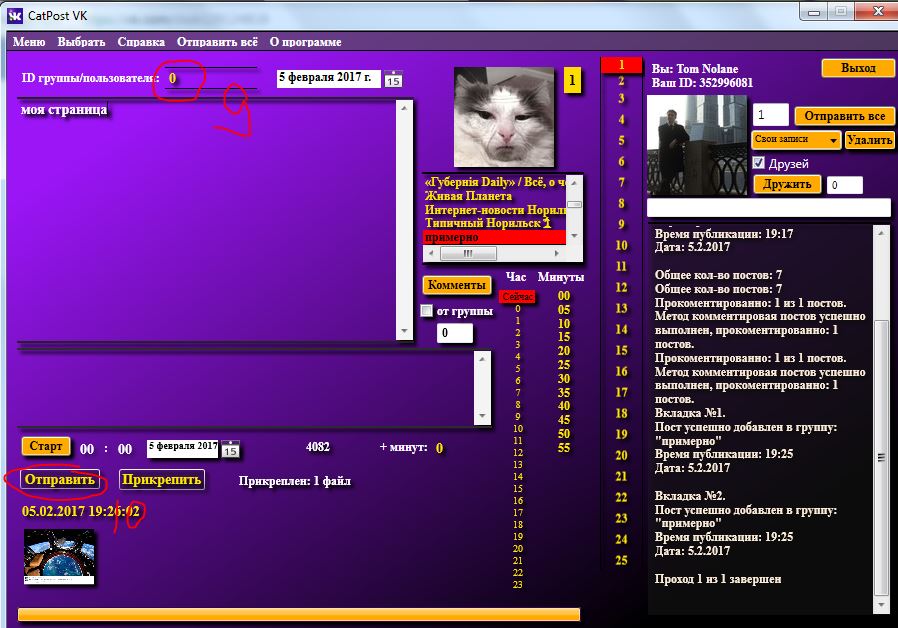 CatPost VK
Меню Выбрать Справка Отправить всё О программе
ID группы/пользователя: 0
5 февраля 2017 г. 15
9
моя страница
1
«Губернія Daily» / Всё, о че
Живая Планета
Интернет-новости Нориль
Типичный Норильск 1
примерно
Комменты
от группы
0
Час Минуты
Сейчас
0
1
2
3
4
5
6
7
8
9
10
11
12
13
14
15
16
17
18
19
20
21
22
23
00
05
10
15
20
25
30
35
40
45
50
55
1
2
3
4
5
6
7
8
9
10
11
12
13
14
15
16
17
18
19
20
21
22
23
24
25
Вы: Tom Nolane
Ваш ID: 352996081
Выход
1 Отправить все
Свои записи Удалить
Друзей
Дружить 0
Время публикации: 19:17
Дата: 5.2.2017
Общее кол-во постов: 7
Общее кол-во постов: 7
Прокоментированно: 1 из 1 постов.
Метод комментировая постов успешно
выполнен, прокоментированно: 1
постов.
Прокоментированно: 1 из 1 постов.
Метод комментировая постов успешно
выполнен, прокоментированно: 1
постов.
Вкладка №1.
Пост успешно добавлен в группу:
"примерно"
Время публикации: 19:25
Дата: 5.2.2017
Вкладка №2.
Пост успешно добавлен в группу:
"примерно"
Время публикации: 19:25
Дата: 5.2.2017
Проход 1 из 1 завершен
Старт 00 : 00 5 февраля 2017 15 4082 + минут: 0
Отправить Прикрепить Прикреплен: 1 файл
05.02.2017 19:26:02
10